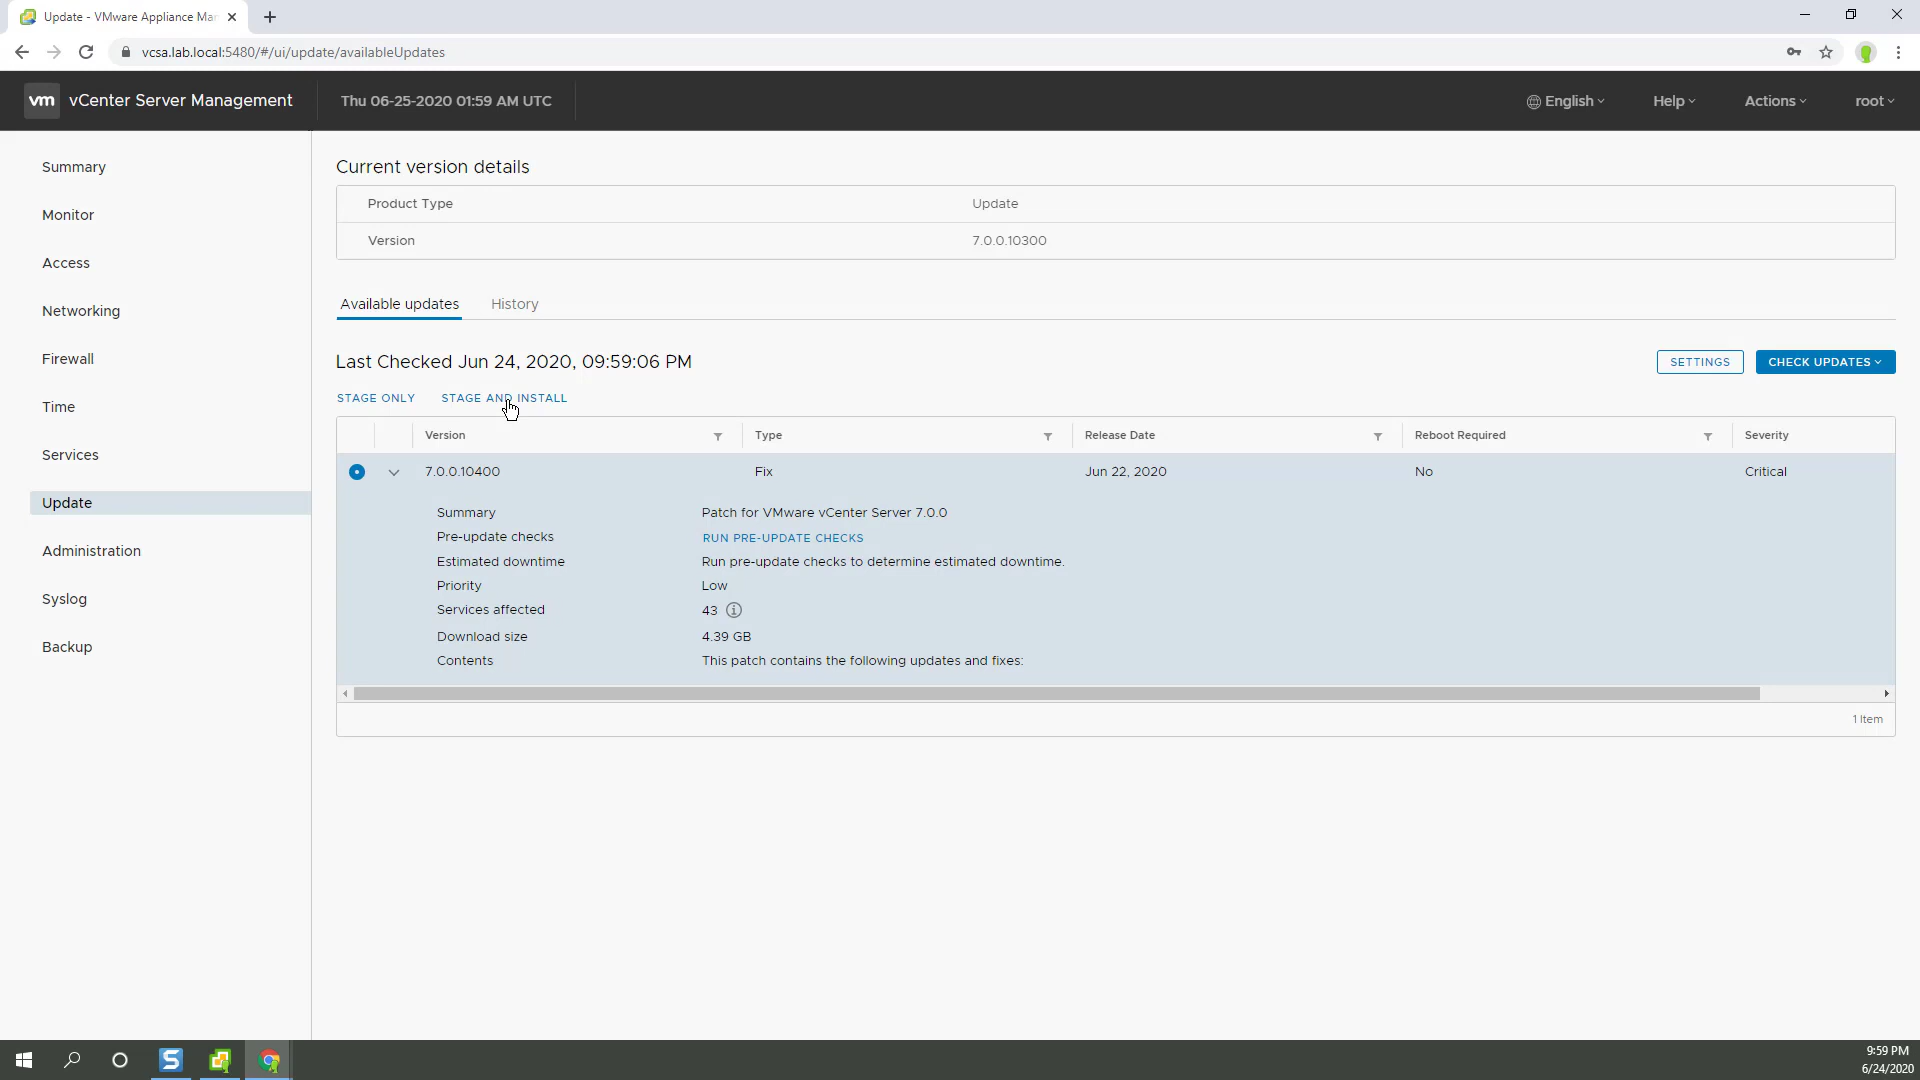 Update - VMware Appliance Mar
vcsa.lab.local:5480/#/ui/update/availableUpdates
vm vCenter Server Management
Thu 06-25-2020 01:59 AM UTC
English
Help
Actions
root
Summary
Monitor
Access
Networking
Firewall
Time
Services
Update
Administration
Syslog
Backup
Current version details
Product Type Update
Version 7.0.0.10300
Available updates History
Last Checked Jun 24, 2020, 09:59:06 PM
SETTINGS
CHECK UPDATES
STAGE ONLY STAGE AND INSTALL
Version Type Release Date Reboot Required Severity
7.0.0.10400 Fix Jun 22, 2020 No Critical
Summary Patch for VMware vCenter Server 7.0.0
Pre-update checks RUN PRE-UPDATE CHECKS
Estimated downtime Run pre-update checks to determine estimated downtime.
Priority Low
Services affected 43
Download size 4.39 GB
Contents This patch contains the following updates and fixes:
1 Item
9:59 PM
6/24/2020